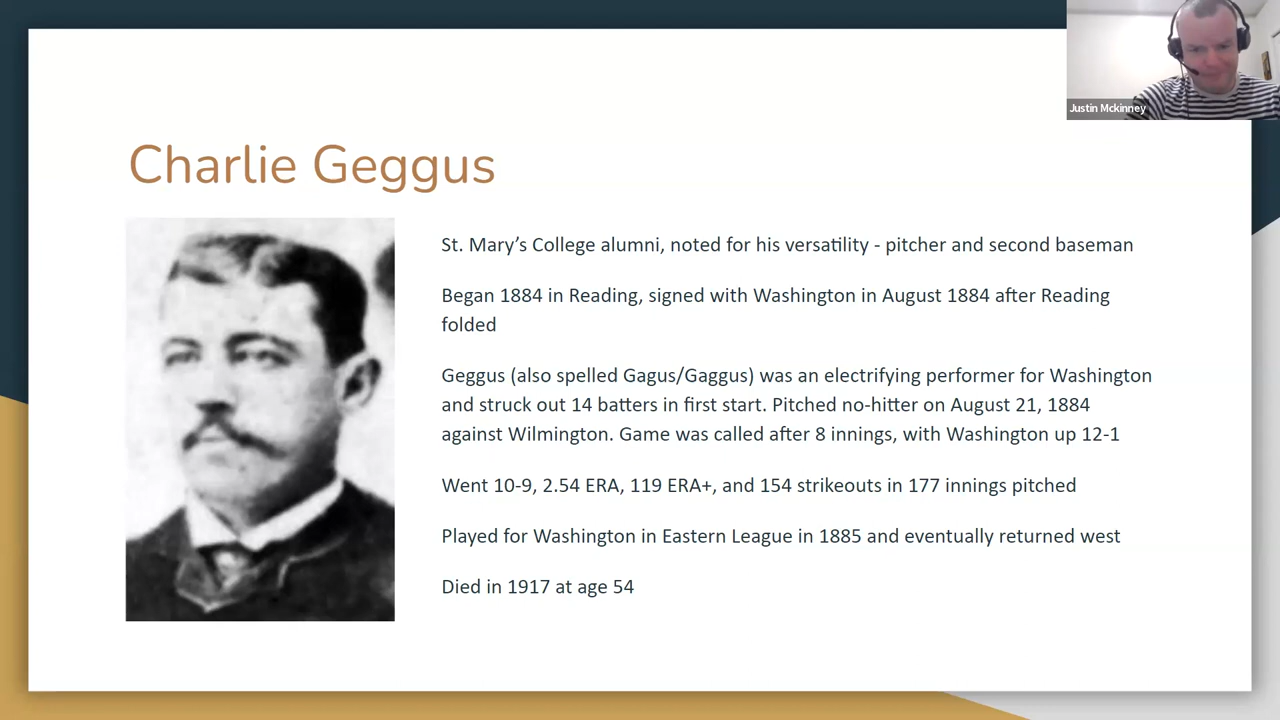 Justin Mckinney
Charlie Geggus
St. Mary’s College alumni, noted for his versatility - pitcher and second baseman
Began 1884 in Reading, signed with Washington in August 1884 after Reading
folded
Geggus (also spelled Gagus/Gaggus) was an electrifying performer for Washington
and struck out 14 batters in first start. Pitched no-hitter on August 21, 1884
against Wilmington. Game was called after 8 innings, with Washington up 12-1
Went 10-9, 2.54 ERA, 119 ERA+, and 154 strikeouts in 177 innings pitched
Played for Washington in Eastern League in 1885 and eventually returned west
Died in 1917 at age 54